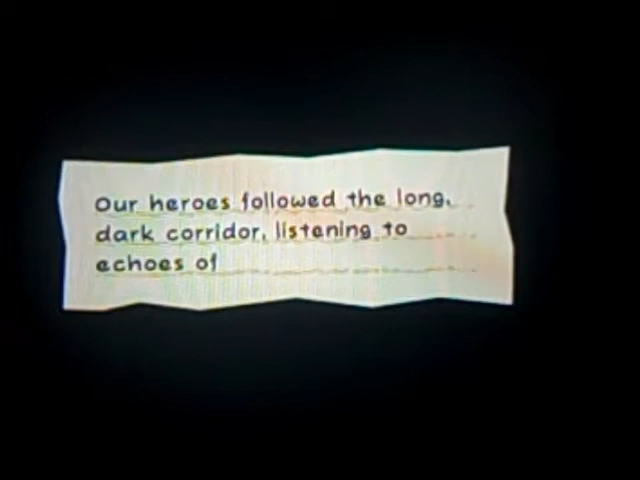 Our heroes followed the long,
dark corridor, listening to
echoes of